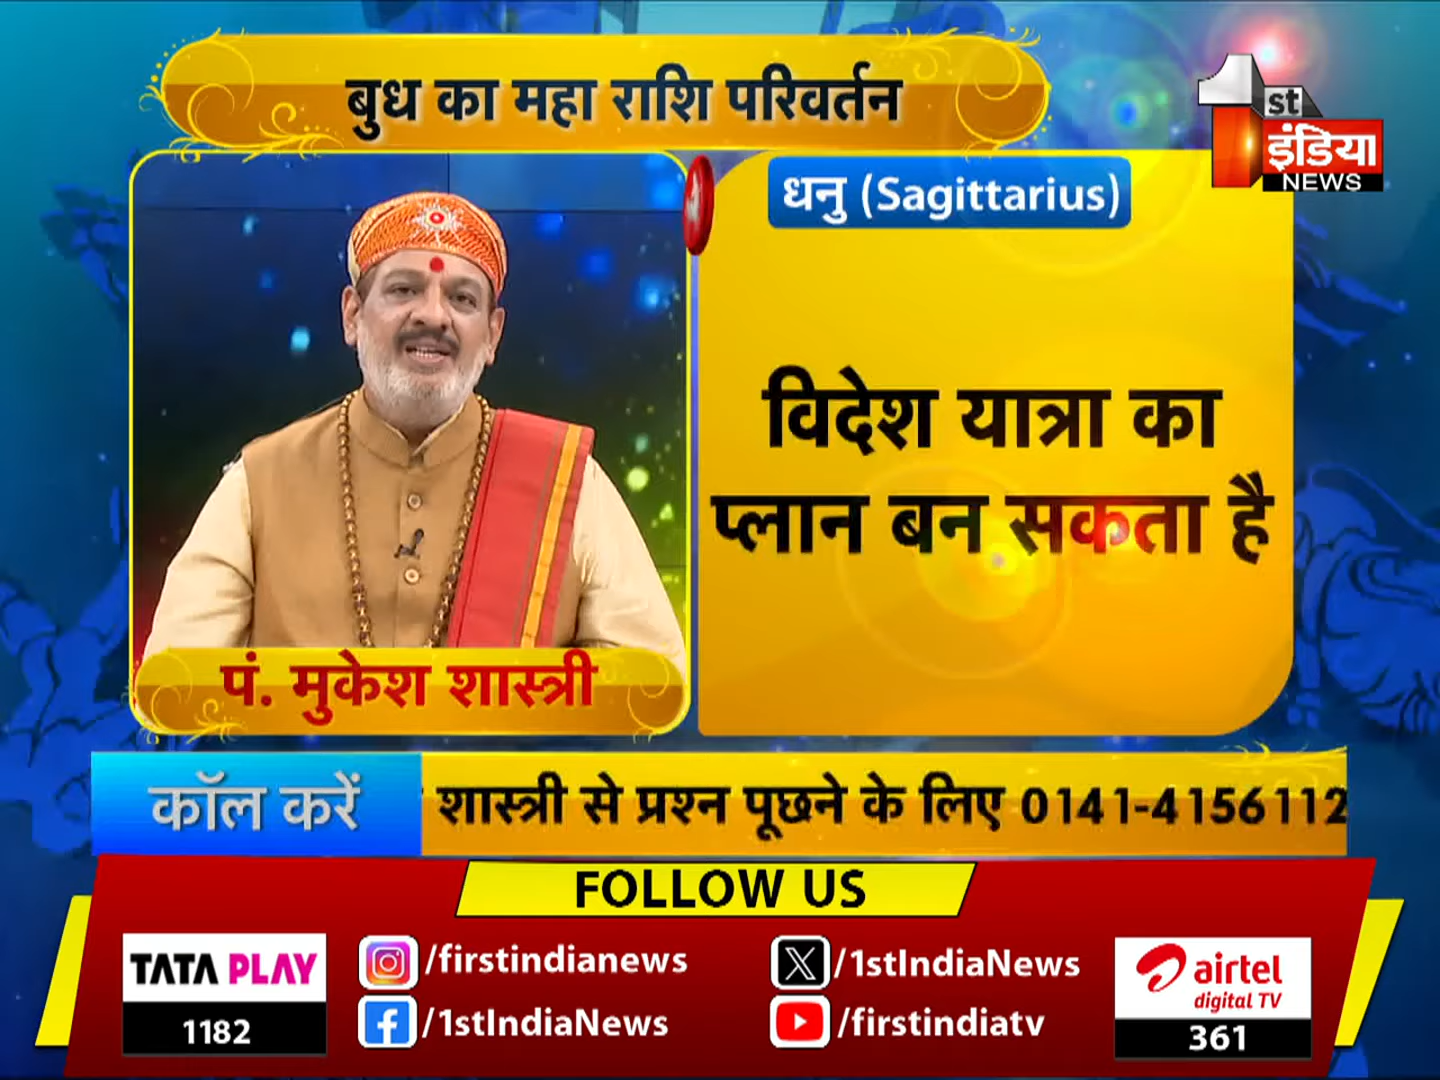 बुध का महा राशि परिवर्तन
1st
इंडिया
NEWS
धनु (Sagittarius)
विदेश यात्रा का
प्लान बन सकता है
पं. मुकेश शास्त्री
कॉल करें
शास्त्री से प्रश्न पूछने के लिए 0141-4156112
FOLLOW US
TATA PLAY
1182
/firstindianews
/1stIndiaNews
/1stIndiaNews
/firstindiatv
airtel
digital TV
361